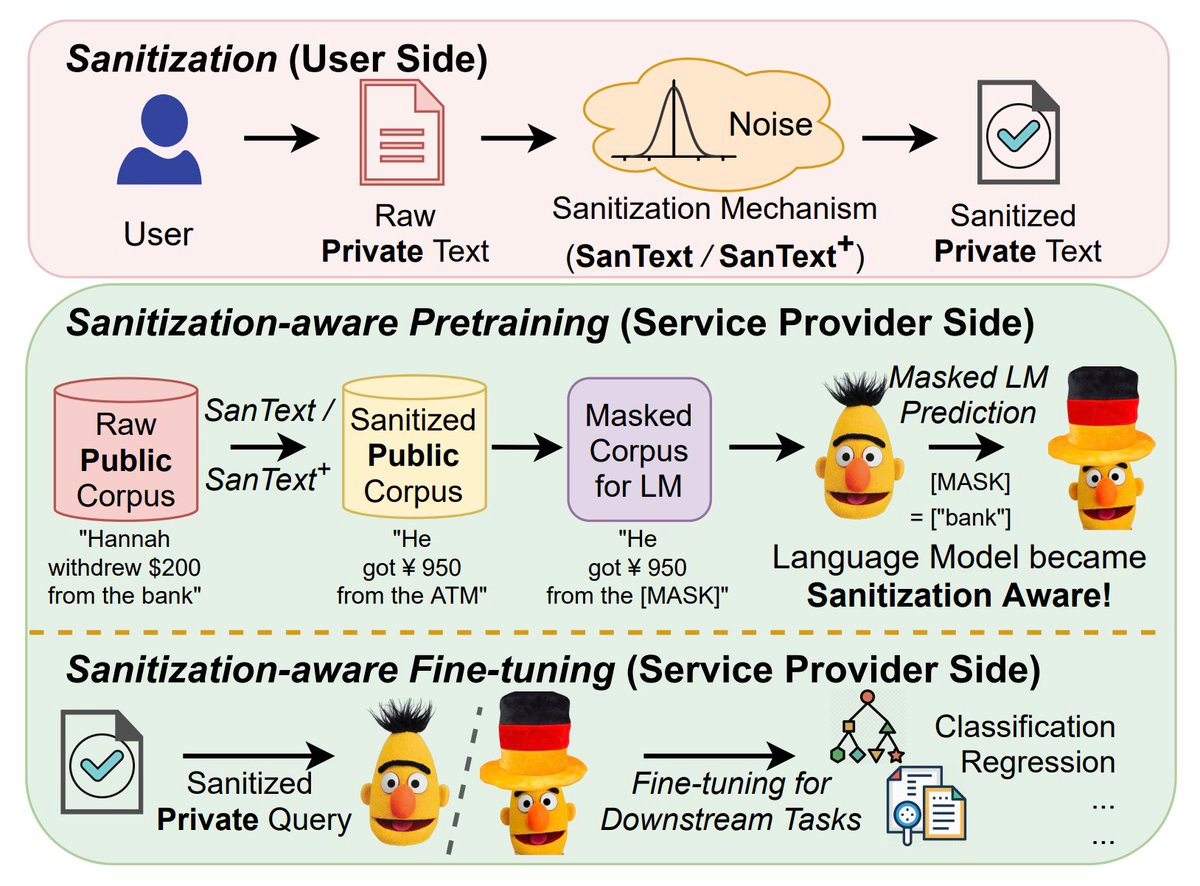 Sanitization (User Side)
Noise
User
Raw
Private Text
Sanitization Mechanism
(SanText / SanText+)
Sanitized
Private Text
Sanitization-aware Pretraining (Service Provider Side)
Raw
Public
Corpus
SanText /
SanText+
Sanitized
Public
Corpus
Masked
Corpus
for LM
Masked LM
Prediction
[MASK]
= ["bank"]
"Hannah
withdrew $200
from the bank"
"He
got ¥ 950
from the ATM"
"He
got ¥ 950
from the [MASK]"
Language Model became
Sanitization Aware!
Sanitization-aware Fine-tuning (Service Provider Side)
Sanitized
Private Query
Fine-tuning for
Downstream Tasks
Classification
Regression
...
...